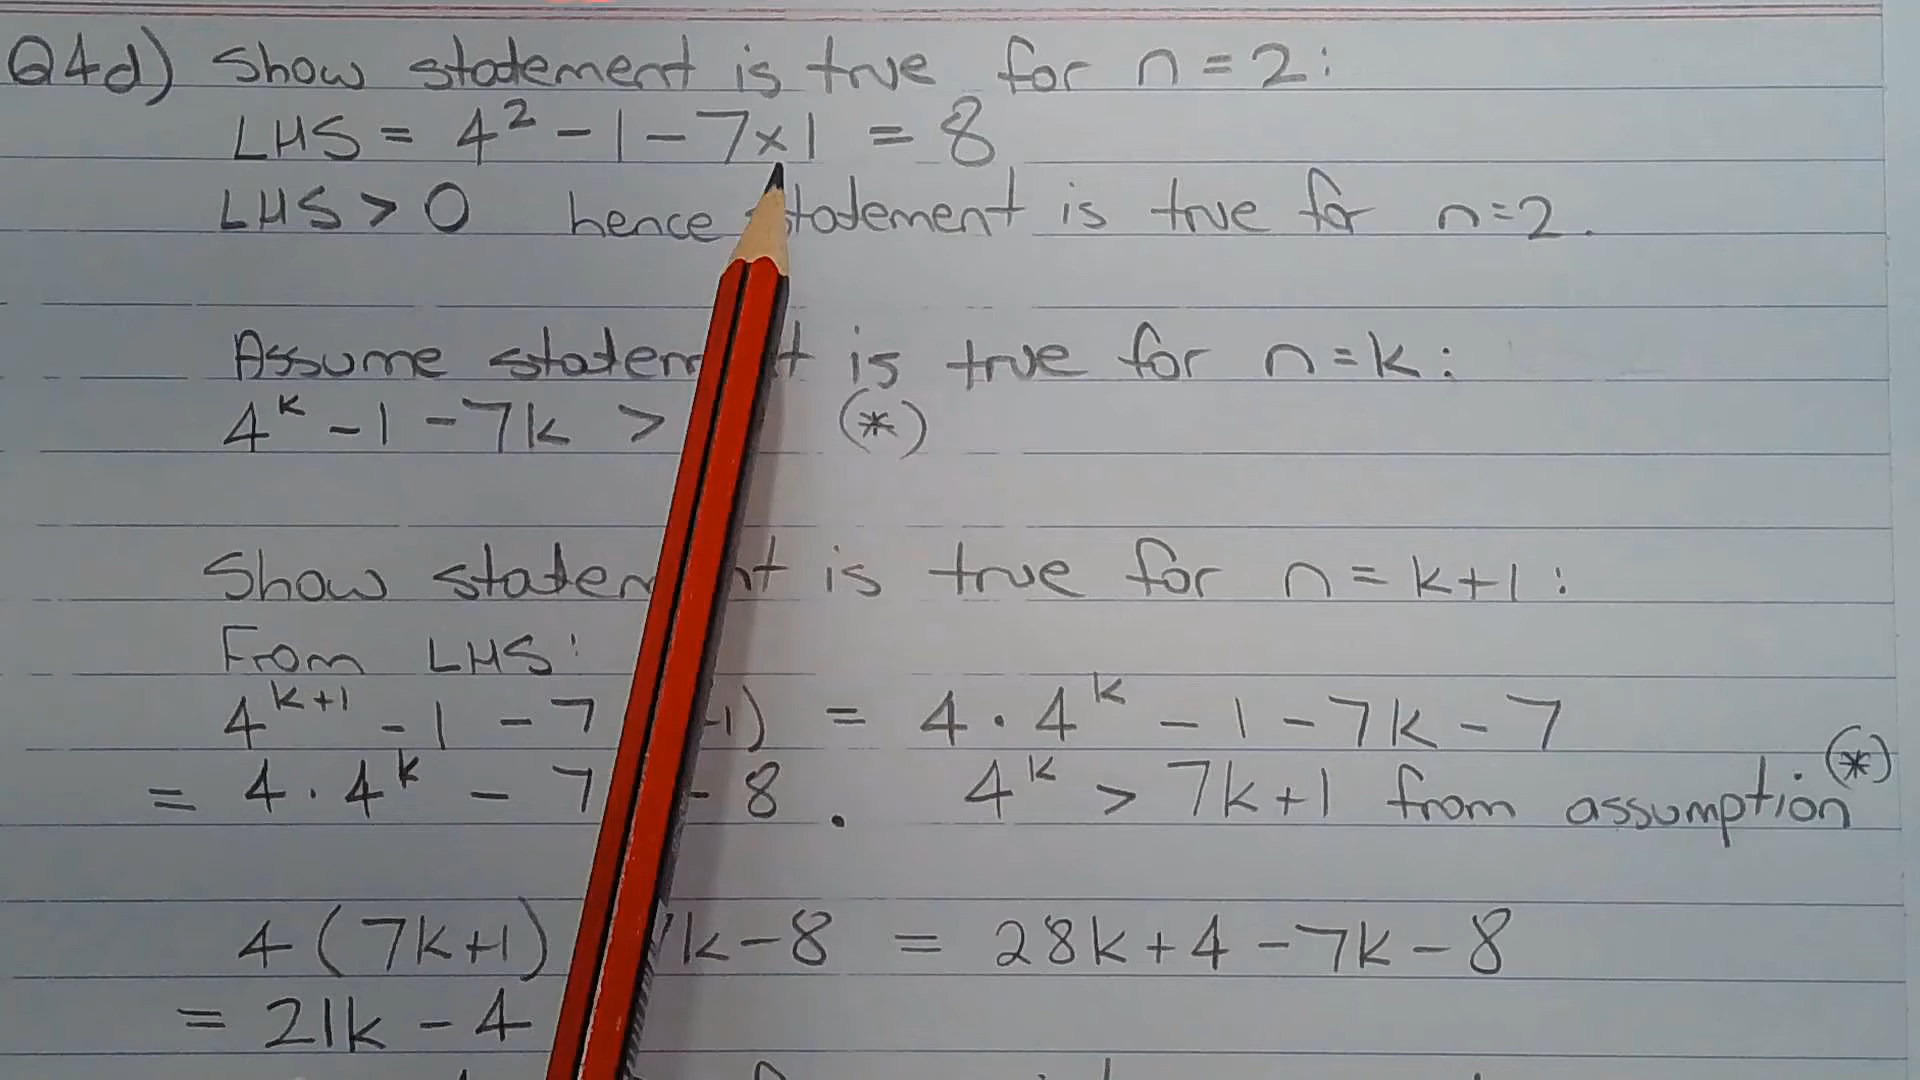 Q4d) Show statement is true for n = 2:
LHS = 4² - 1 - 7×1 = 8
LHS > 0 hence statement is true for n=2.
Assume statement is true for n=k:
4ᵏ - 1 - 7k > (*)
Show statement is true for n = k+1:
From LHS:
4ᵏ⁺¹ - 1 - 7 -1) = 4 · 4ᵏ - 1 - 7k - 7
= 4 · 4ᵏ - 7 - 8. 4ᵏ > 7k+1 from assumption (*)
4(7k+1) 7k-8 = 28k+4-7k-8
= 21k - 4